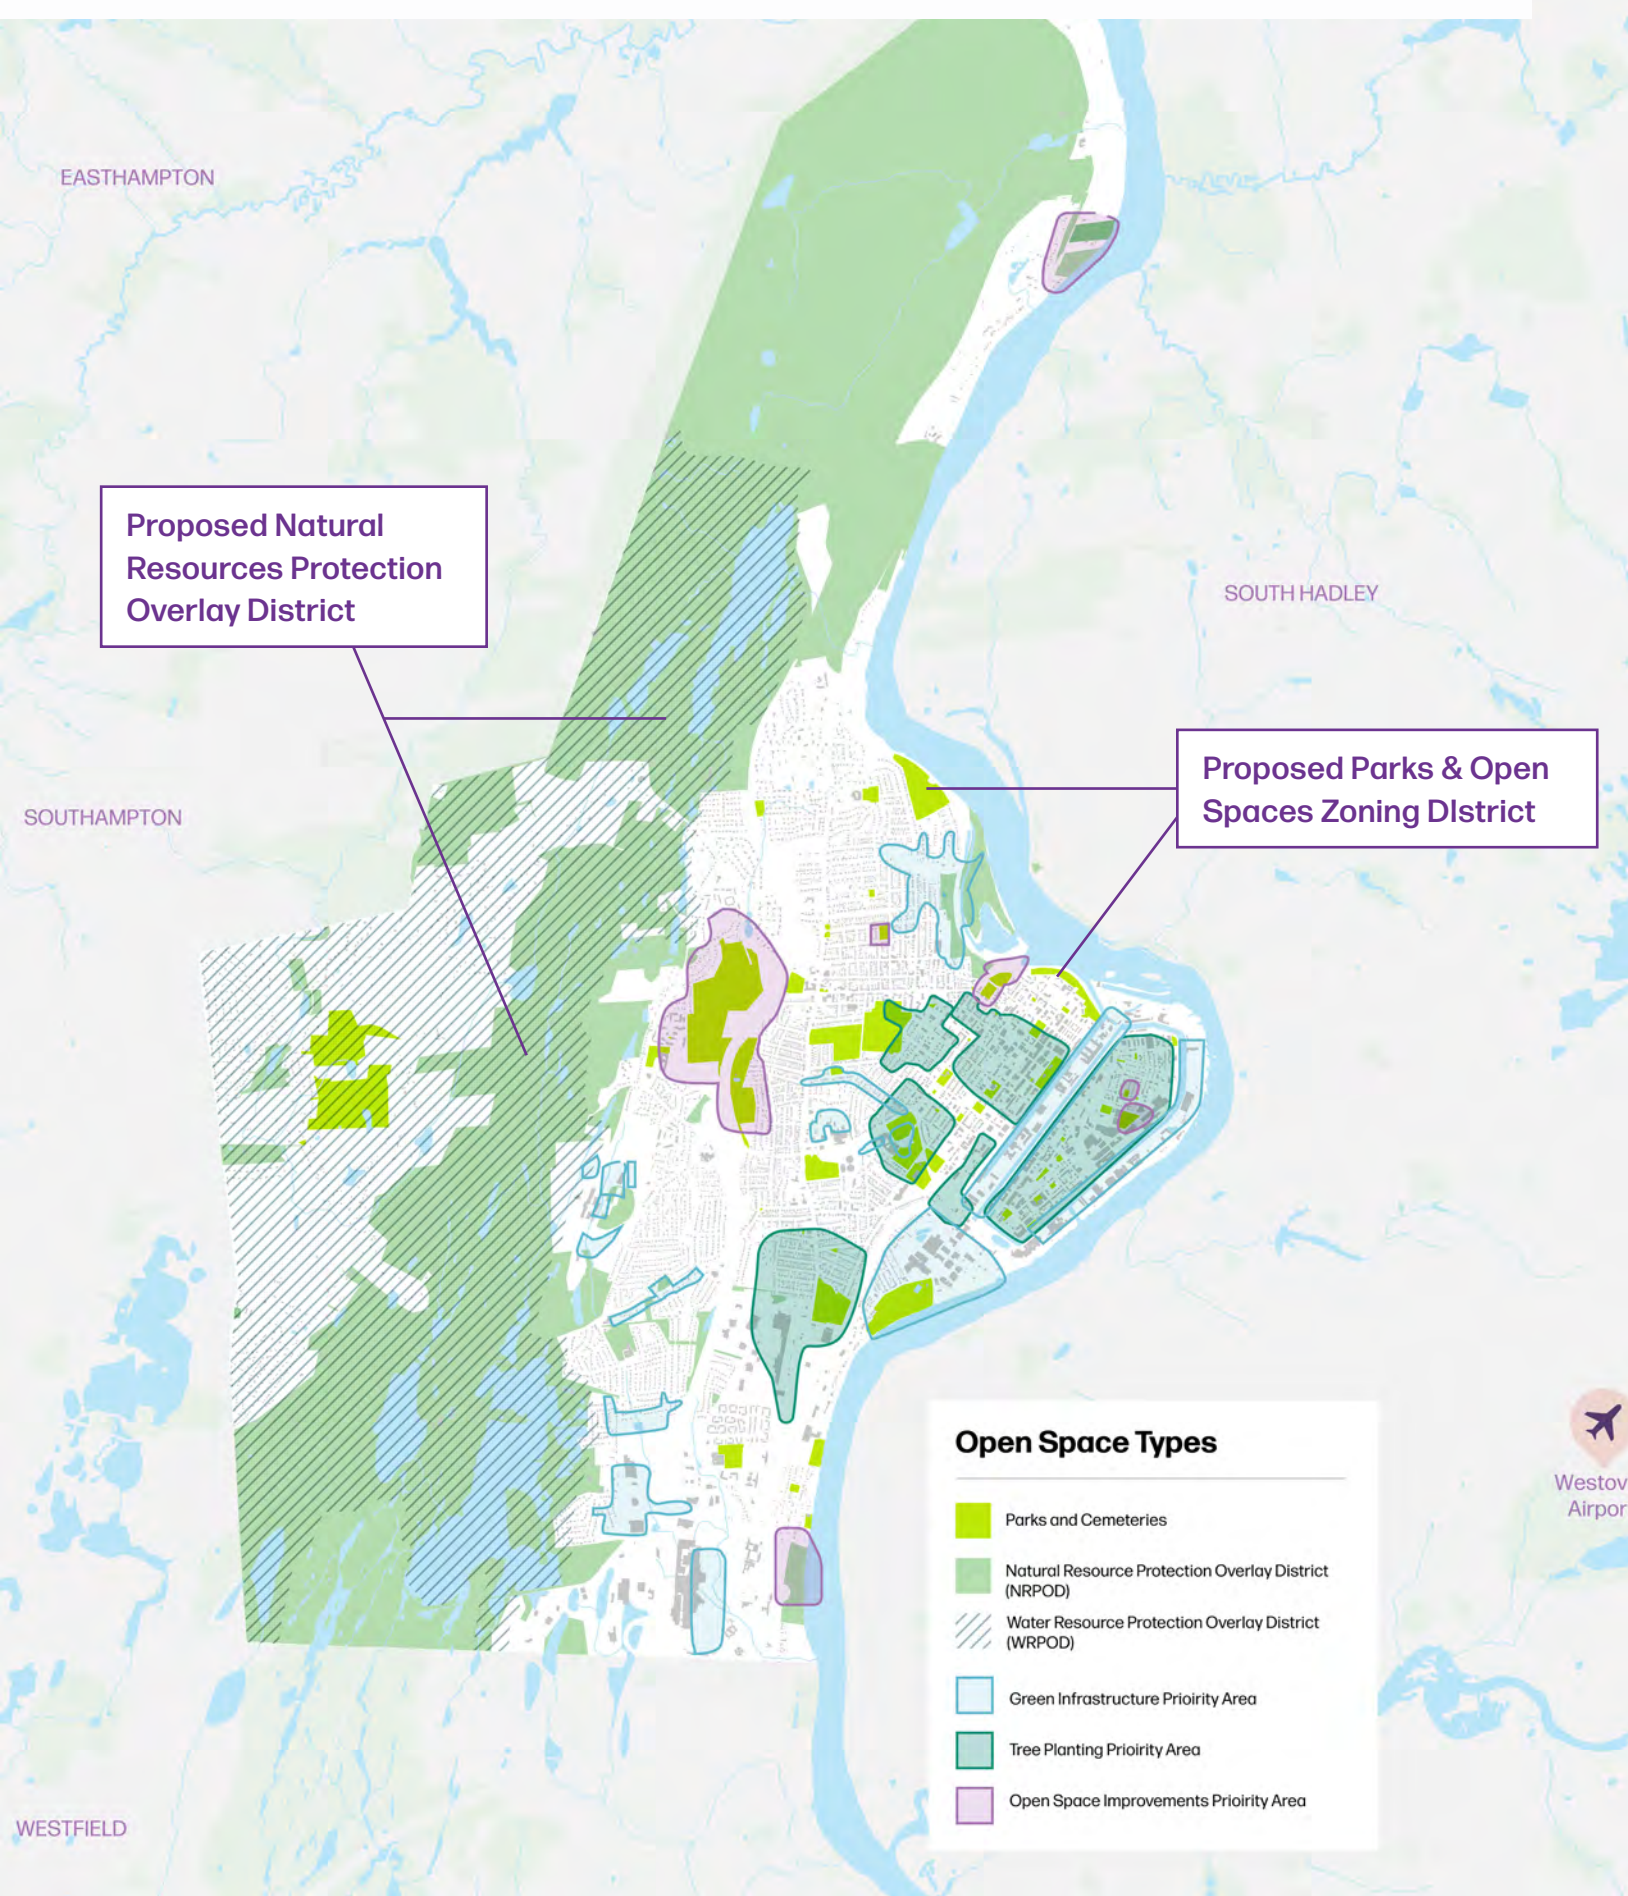 EASTHAMPTON
Proposed Natural
Resources Protection
Overlay District
SOUTH HADLEY
Proposed Parks & Open
Spaces Zoning DIstrict
SOUTHAMPTON
Open Space Types
Parks and Cemeteries
Natural Resource Protection Overlay District
(NRPOD)
Water Resource Protection Overlay District
(WRPOD)
Green Infrastructure Prioirity Area
Tree Planting Prioirity Area
Open Space Improvements Prioirity Area
Westov
Airpor
WESTFIELD